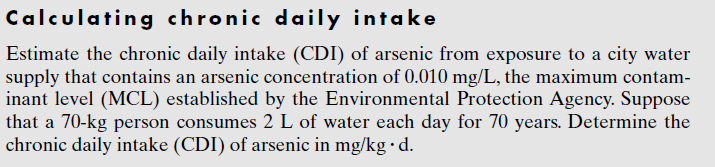 Calculating chronic daily intake
Estimate the chronic daily intake (CDI) of arsenic from exposure to a city water
supply that contains an arsenic concentration of 0.010 mg/L, the maximum contam-
inant level (MCL) established by the Environmental Protection Agency. Suppose
that a 70-kg person consumes 2 L of water each day for 70 years. Determine the
chronic daily intake (CDI) of arsenic in mg/kg · d.